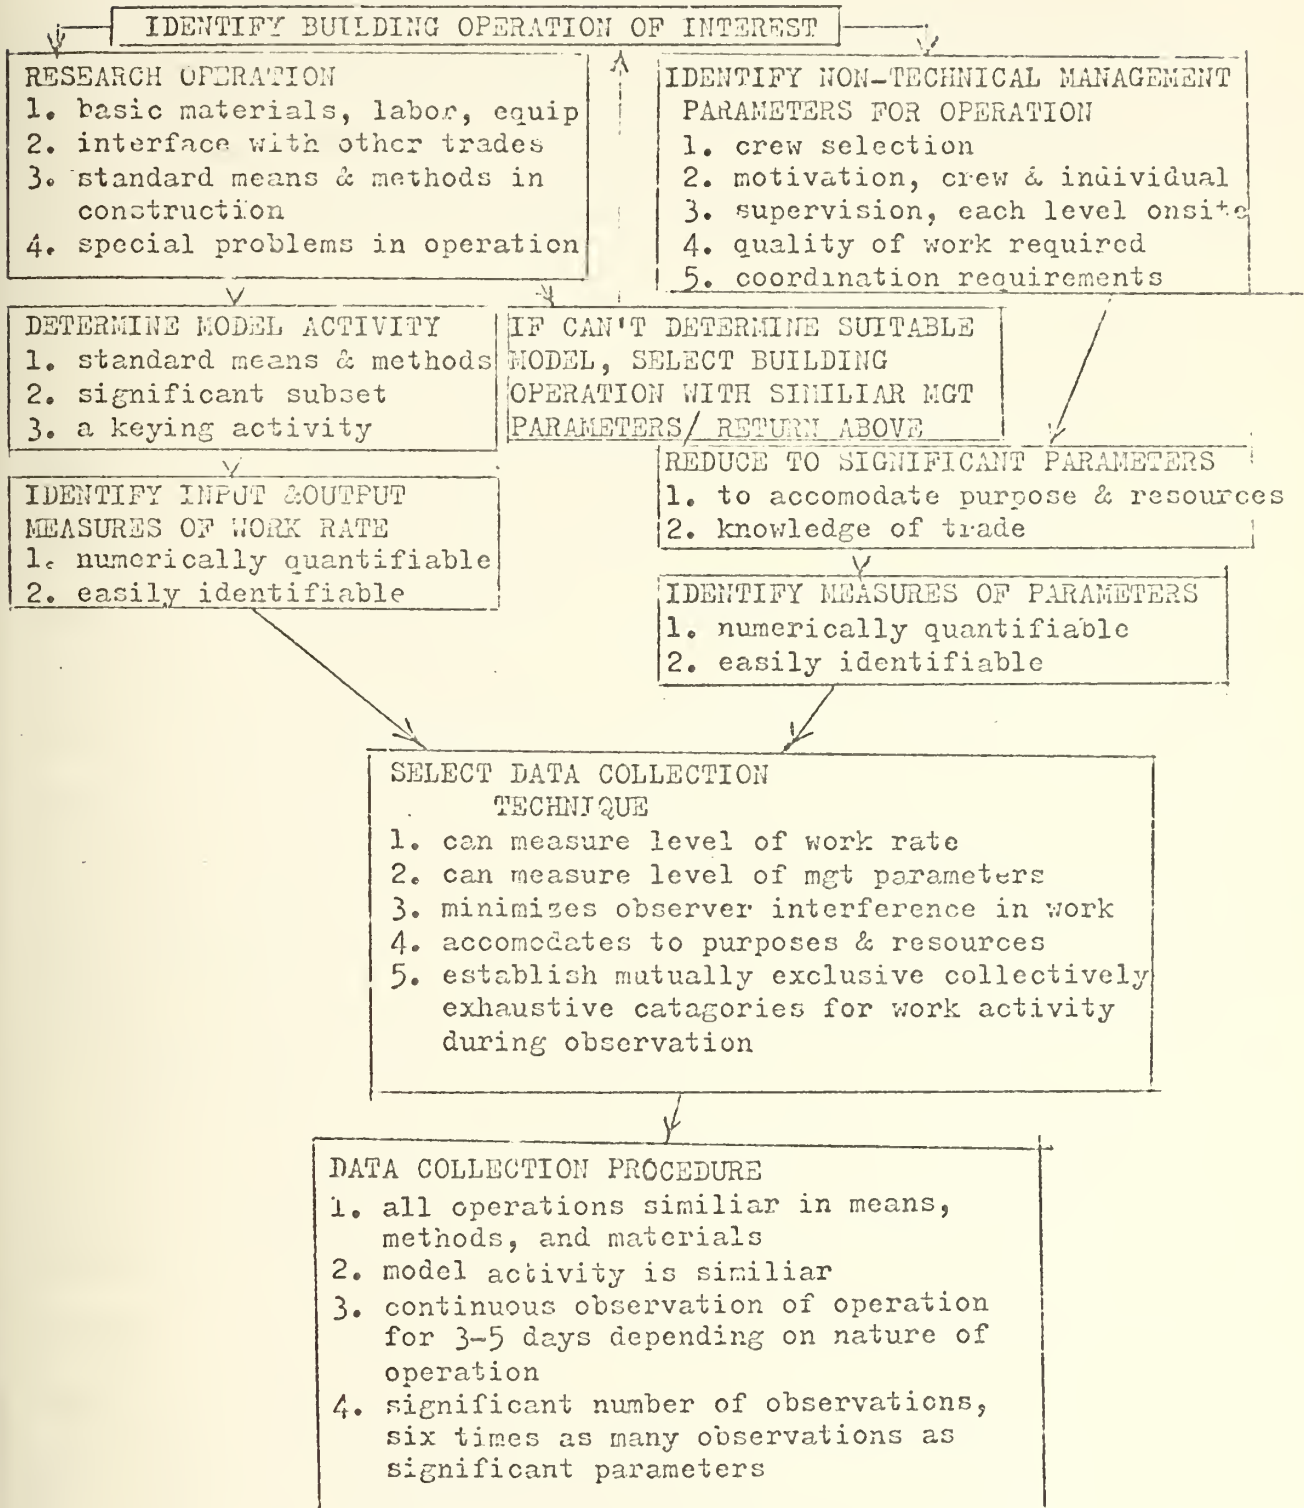 IDENTIFY BUILDING OPERATION OF INTEREST
RESEARCH OPERATION
1. basic materials, labor, equip
2. interface with other trades
3. standard means & methods in
construction
4. special problems in operation
IDENTIFY NON-TECHNICAL MANAGEMENT
PARAMETERS FOR OPERATION
1. crew selection
2. motivation, crew & individual
3. supervision, each level onsite
4. quality of work required
5. coordination requirements
DETERMINE MODEL ACTIVITY
1. standard means & methods
2. significant subset
3. a keying activity
IF CAN'T DETERMINE SUITABLE
MODEL, SELECT BUILDING
OPERATION WITH SIMILIAR MGT
PARAMETERS/ RETURN ABOVE
IDENTIFY INPUT &OUTPUT
MEASURES OF WORK RATE
1. numerically quantifiable
2. easily identifiable
REDUCE TO SIGNIFICANT PARAMETERS
1. to accomodate purpose & resources
2. knowledge of trade
IDENTIFY MEASURES OF PARAMETERS
1. numerically quantifiable
2. easily identifiable
SELECT DATA COLLECTION
TECHNIQUE
1. can measure level of work rate
2. can measure level of mgt parameters
3. minimizes observer interference in work
4. accomodates to purposes & resources
5. establish mutually exclusive collectively
exhaustive catagories for work activity
during observation
DATA COLLECTION PROCEDURE
1. all operations similiar in means,
methods, and materials
2. model activity is similiar
3. continuous observation of operation
for 3-5 days depending on nature of
operation
4. significant number of observations,
six times as many observations as
significant parameters